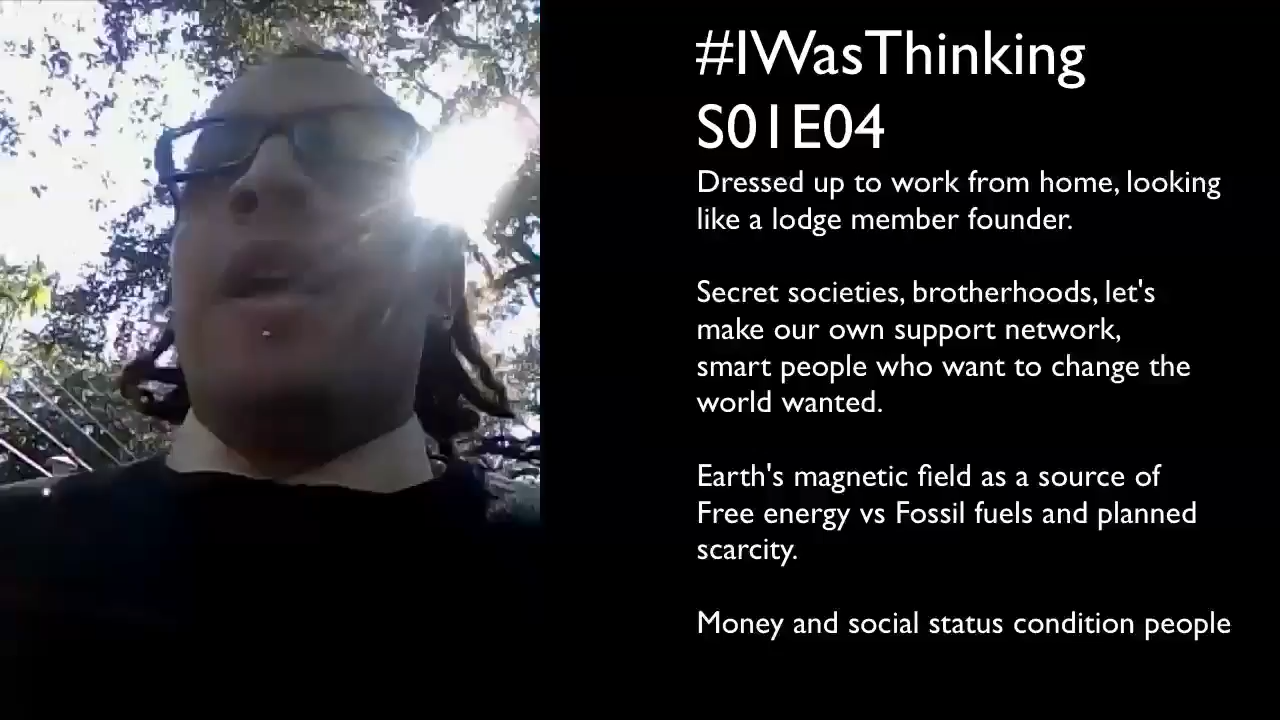 #IWasThinking
S01E04
Dressed up to work from home, looking
like a lodge member founder.
Secret societies, brotherhoods, let's
make our own support network,
smart people who want to change the
world wanted.
Earth's magnetic field as a source of
Free energy vs Fossil fuels and planned
scarcity.
Money and social status condition people